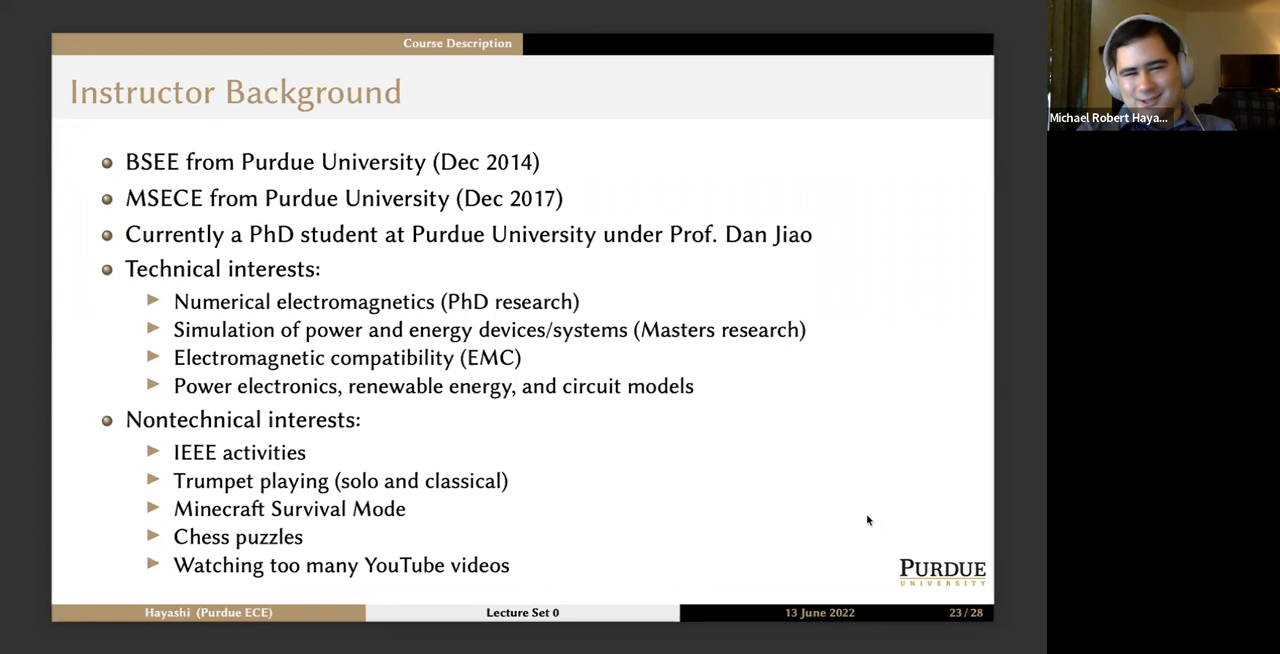 Course Description
Instructor Background
BSEE from Purdue University (Dec 2014)
MSECE from Purdue University (Dec 2017)
Currently a PhD student at Purdue University under Prof. Dan Jiao
Technical interests:
Numerical electromagnetics (PhD research)
Simulation of power and energy devices/systems (Masters research)
Electromagnetic compatibility (EMC)
Power electronics, renewable energy, and circuit models
Nontechnical interests:
IEEE activities
Trumpet playing (solo and classical)
Minecraft Survival Mode
Chess puzzles
Watching too many YouTube videos
PURDUE
UNIVERSITY
Hayashi (Purdue ECE) Lecture Set 0 13 June 2022 23 / 28
Michael Robert Haya...